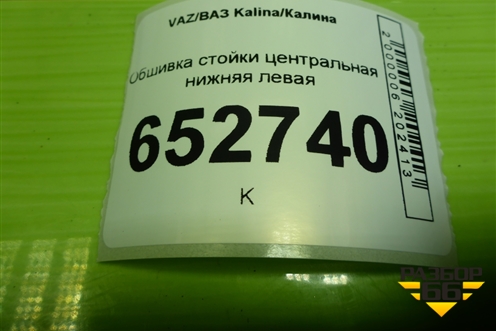 VAZ/ВАЗ Kalina/Калина
Обшивка стойки центральная
нижняя левая
652740
К
2000006202413
РАЗБОР
66